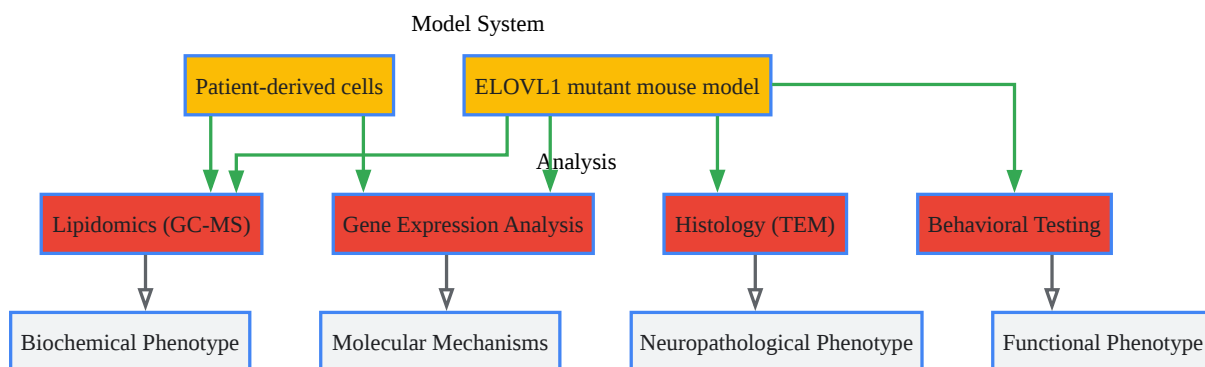 Model System
Patient-derived cells
ELOVL1 mutant mouse model
Analysis
Lipidomics (GC-MS)
Gene Expression Analysis
Histology (TEM)
Behavioral Testing
Biochemical Phenotype
Molecular Mechanisms
Neuropathological Phenotype
Functional Phenotype